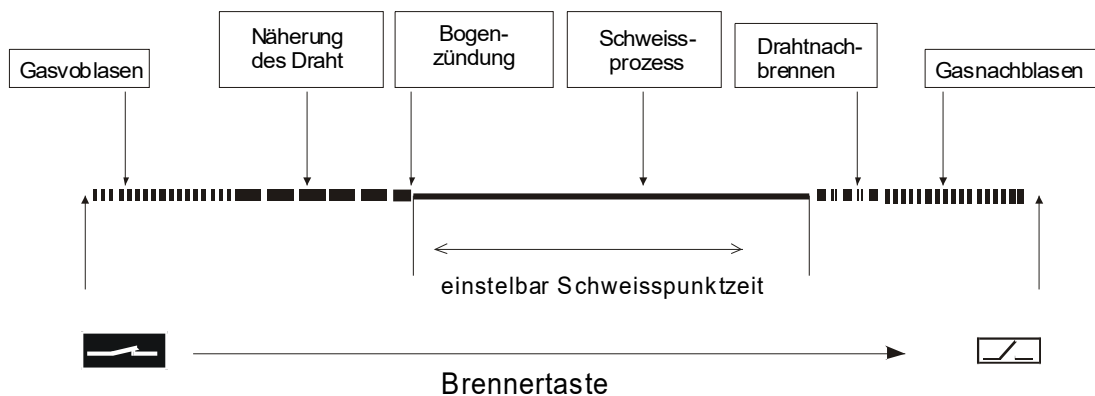 Gasvoblasen
Näherung
des Draht
Bogen-
zündung
Schweiss-
prozess
Drahtnach-
brennen
Gasnachblasen
einstelbar Schweisspunktzeit
Brennertaste